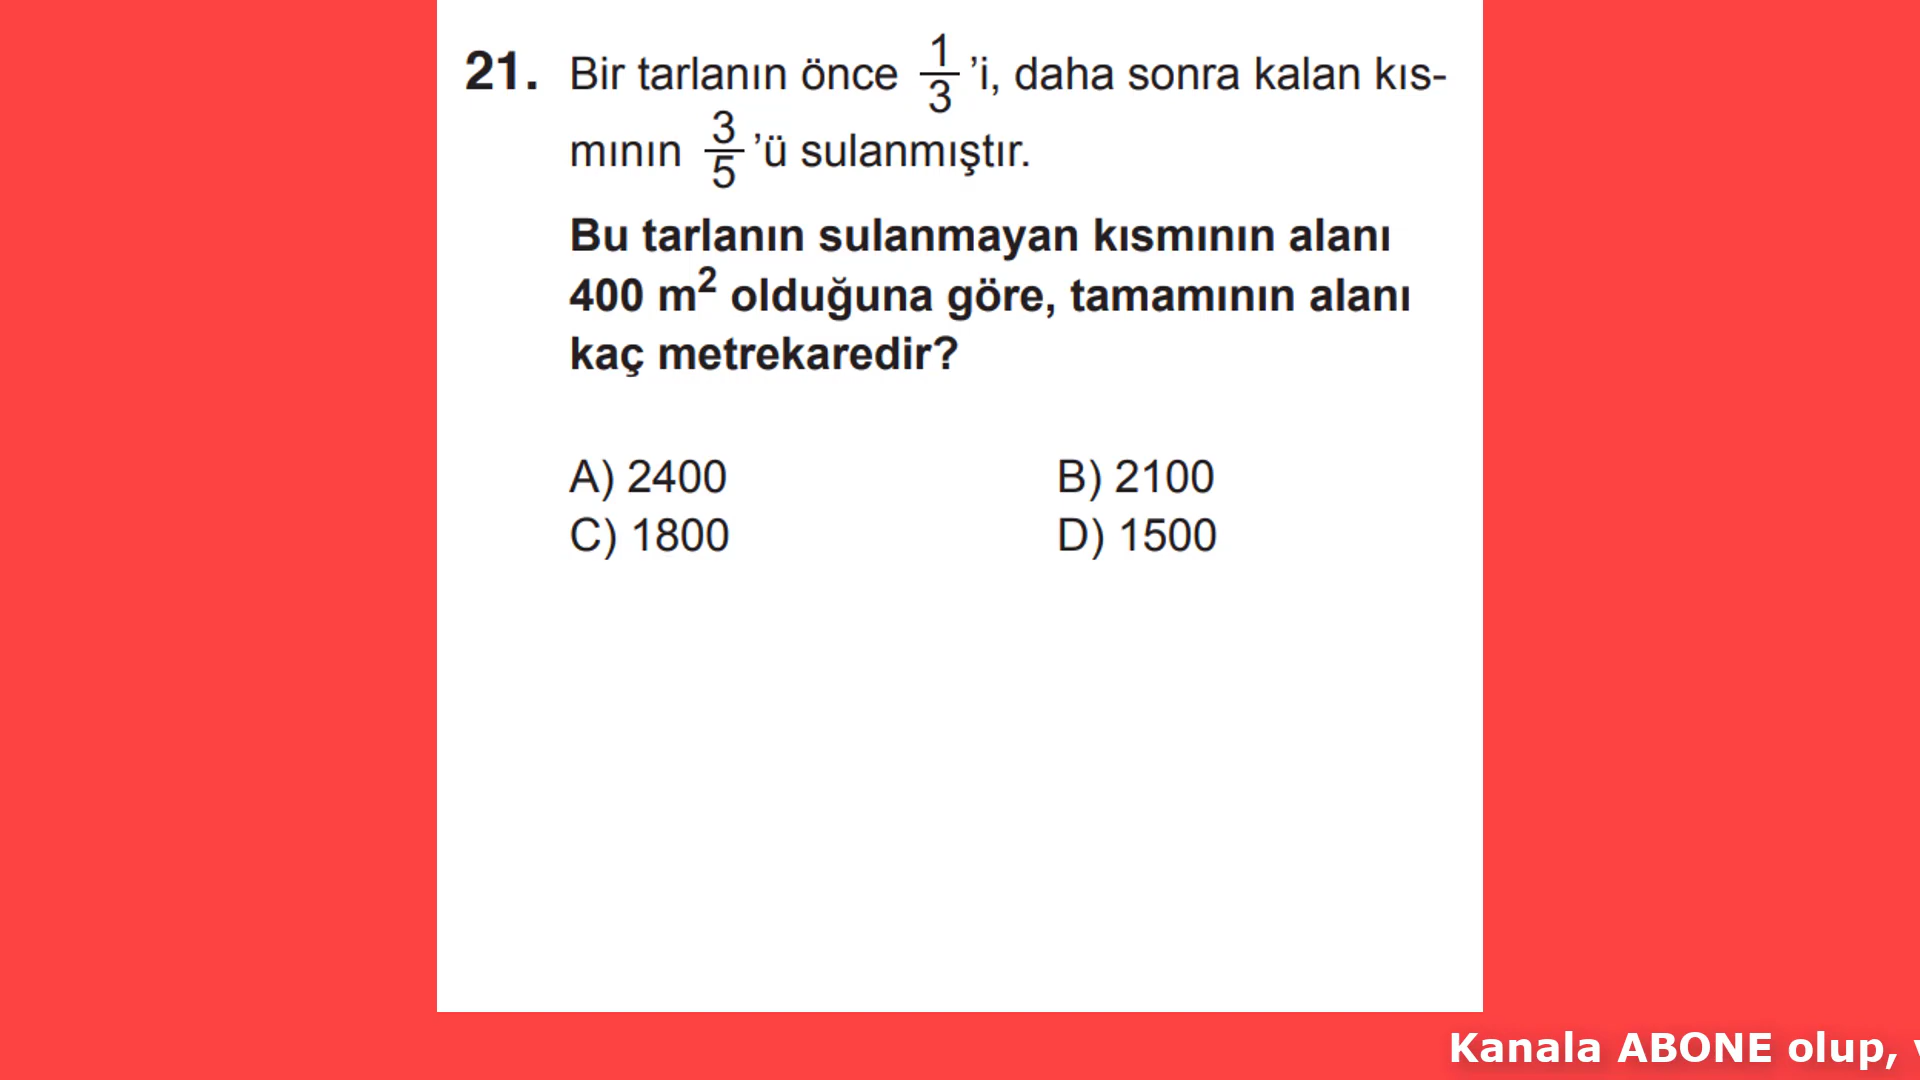 21. Bir tarlanın önce 1/3 ’i, daha sonra kalan kıs-
mının 3/5 ’ü sulanmıştır.
Bu tarlanın sulanmayan kısmının alanı
400 m² olduğuna göre, tamamının alanı
kaç metrekaredir?
A) 2400 B) 2100
C) 1800 D) 1500
Kanala ABONE olup,